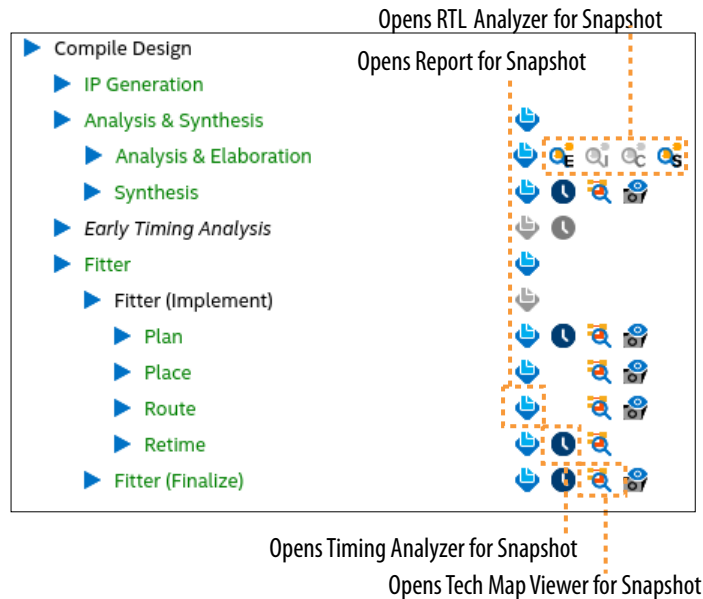 Opens RTL Analyzer for Snapshot
Opens Report for Snapshot
Compile Design
IP Generation
Analysis & Synthesis
Analysis & Elaboration
E J C S
Synthesis
Early Timing Analysis
Fitter
Fitter (Implement)
Plan
Place
Route
Retime
Fitter (Finalize)
Opens Timing Analyzer for Snapshot
Opens Tech Map Viewer for Snapshot